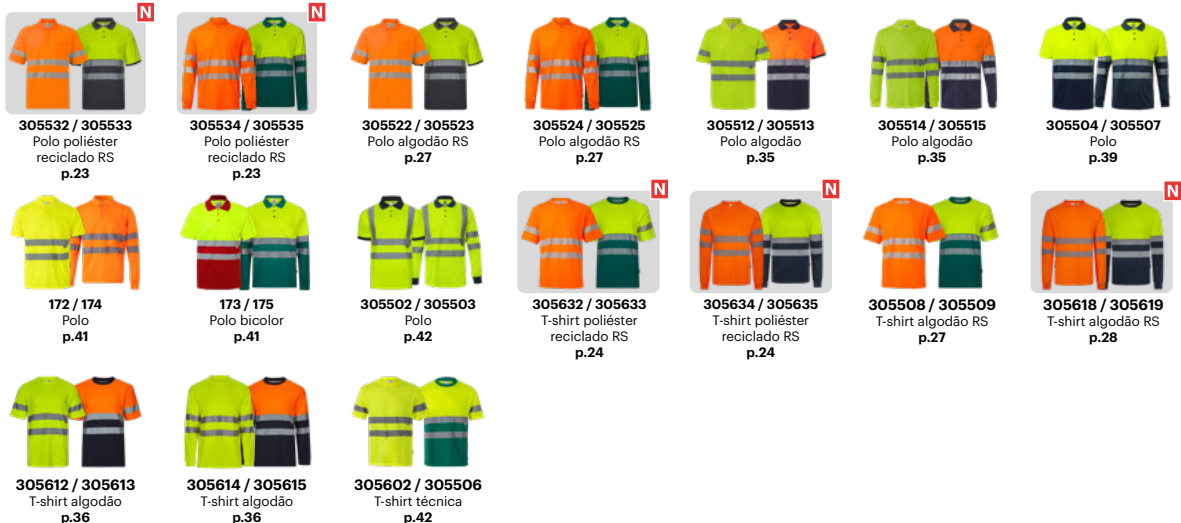 N
305532 / 305533
Polo poliéster
reciclado RS
p.23
N
305534 / 305535
Polo poliéster
reciclado RS
p.23
305522 / 305523
Polo algodão RS
p.27
305524 / 305525
Polo algodão RS
p.27
305512 / 305513
Polo algodão
p.35
305514 / 305515
Polo algodão
p.35
305504 / 305507
Polo
p.39
172 / 174
Polo
p.41
173 / 175
Polo bicolor
p.41
305502 / 305503
Polo
p.42
N
305632 / 305633
T-shirt poliéster
reciclado RS
p.24
N
305634 / 305635
T-shirt poliéster
reciclado RS
p.24
305508 / 305509
T-shirt algodão RS
p.27
N
305618 / 305619
T-shirt algodão RS
p.28
305612 / 305613
T-shirt algodão
p.36
305614 / 305615
T-shirt algodão
p.36
305602 / 305506
T-shirt técnica
p.42